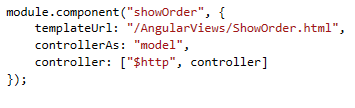 module.component("showOrder", {
    templateUrl: "/AngularViews/ShowOrder.html",
    controllerAs: "model",
    controller: ["$http", controller]
});